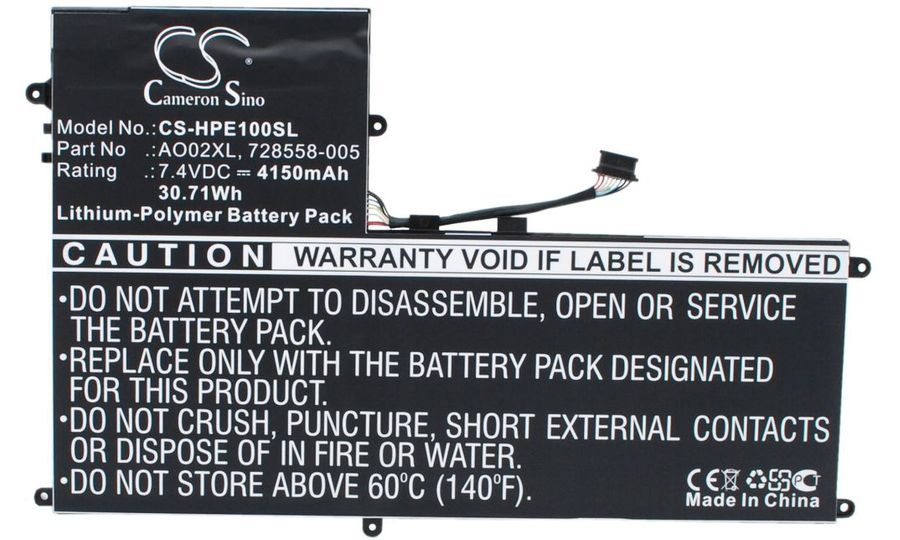 CS
®
Cameron Sino
Model No.:CS-HPE100SL
Part No .:AO02XL, 728558-005
Rating .:7.4VDC ⎓ 4150mAh
30.71Wh
Lithium-Polymer Battery Pack
CAUTION WARRANTY VOID IF LABEL IS REMOVED
•DO NOT ATTEMPT TO DISASSEMBLE, OPEN OR SERVICE
THE BATTERY PACK.
•REPLACE ONLY WITH THE BATTERY PACK DESIGNATED
FOR THIS PRODUCT.
•DO NOT CRUSH, PUNCTURE, SHORT EXTERNAL CONTACTS
OR DISPOSE OF IN FIRE OR WATER.
•DO NOT STORE ABOVE 60°C (140°F).
CE
Made In China